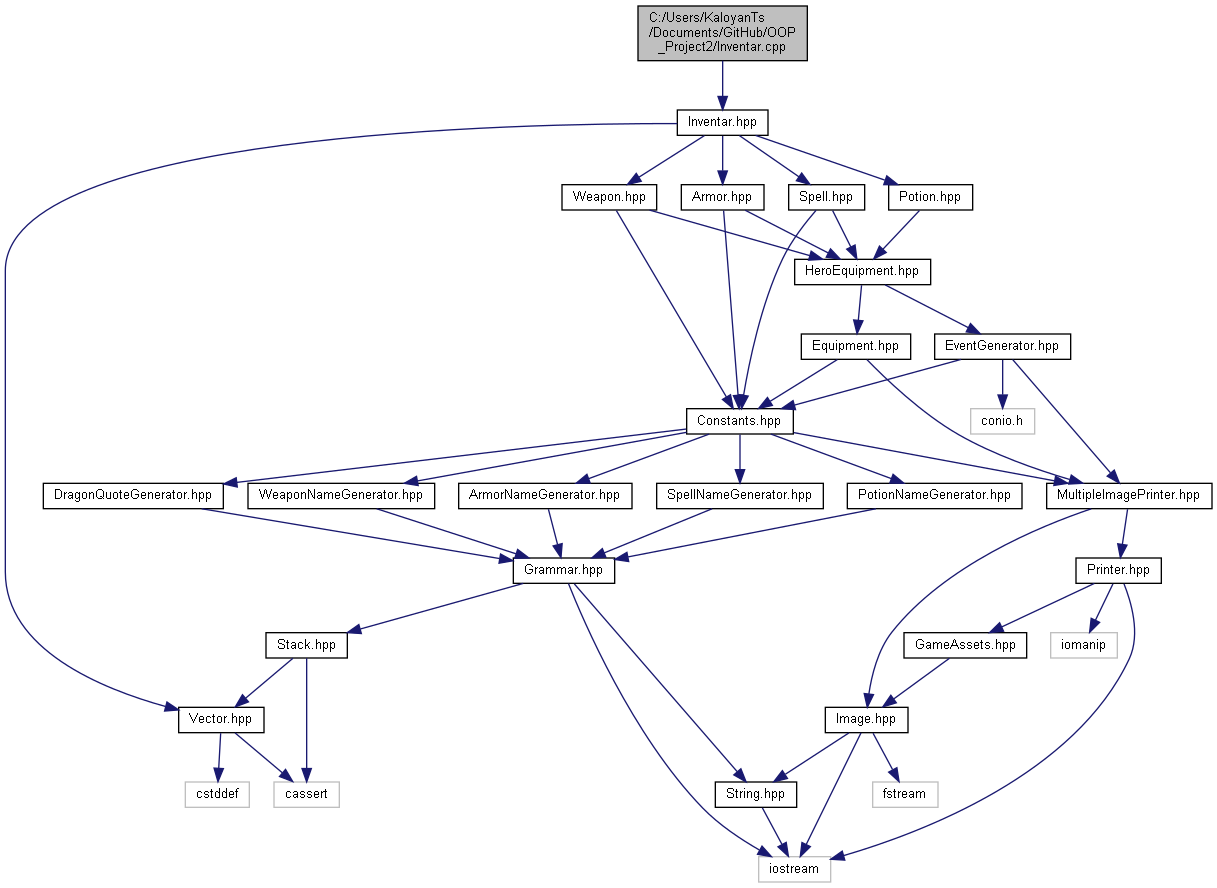 C:/Users/KaloyanTs
/Documents/GitHub/OOP
_Project2/Inventar.cpp
Inventar.hpp
Weapon.hpp
Armor.hpp
Spell.hpp
Potion.hpp
HeroEquipment.hpp
Equipment.hpp
EventGenerator.hpp
Constants.hpp
conio.h
DragonQuoteGenerator.hpp
WeaponNameGenerator.hpp
ArmorNameGenerator.hpp
SpellNameGenerator.hpp
PotionNameGenerator.hpp
MultipleImagePrinter.hpp
Grammar.hpp
Printer.hpp
Stack.hpp
GameAssets.hpp
iomanip
Vector.hpp
Image.hpp
cstddef
cassert
String.hpp
fstream
iostream